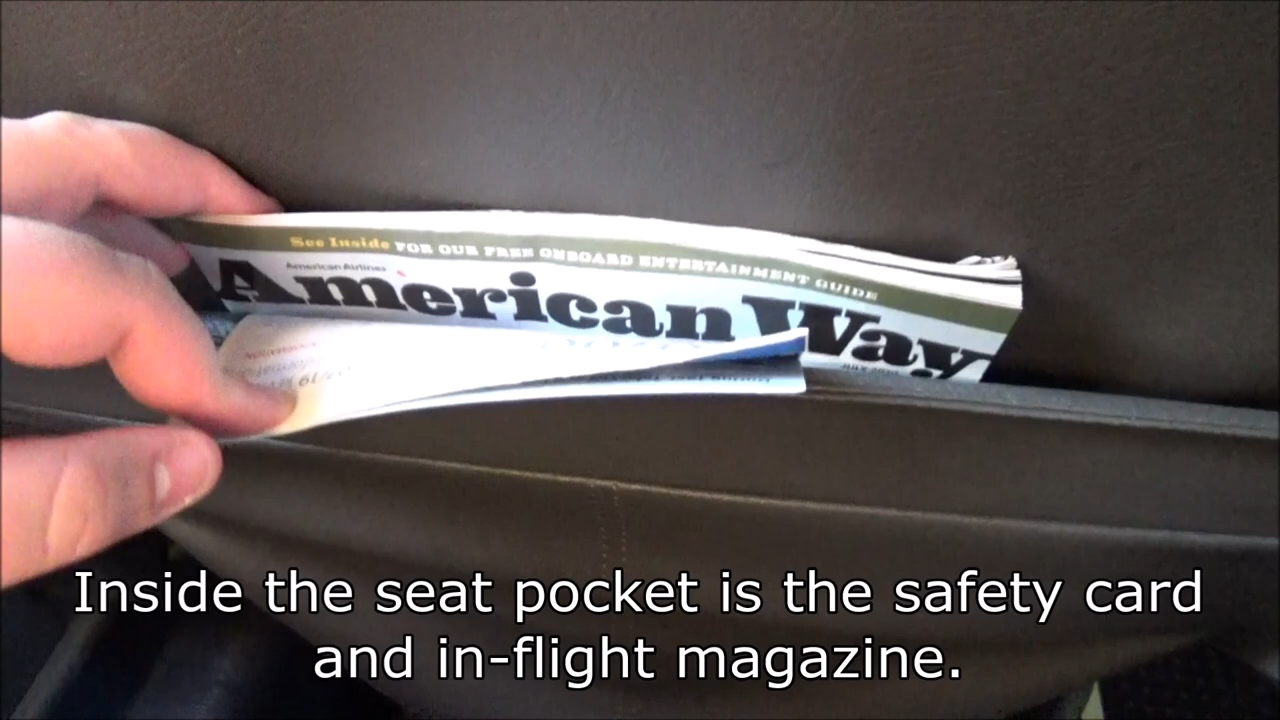 See Inside FOR OUR FREE ONBOARD ENTERTAINMENT GUIDE
American Airlines
American Way
Inside the seat pocket is the safety card
and in-flight magazine.